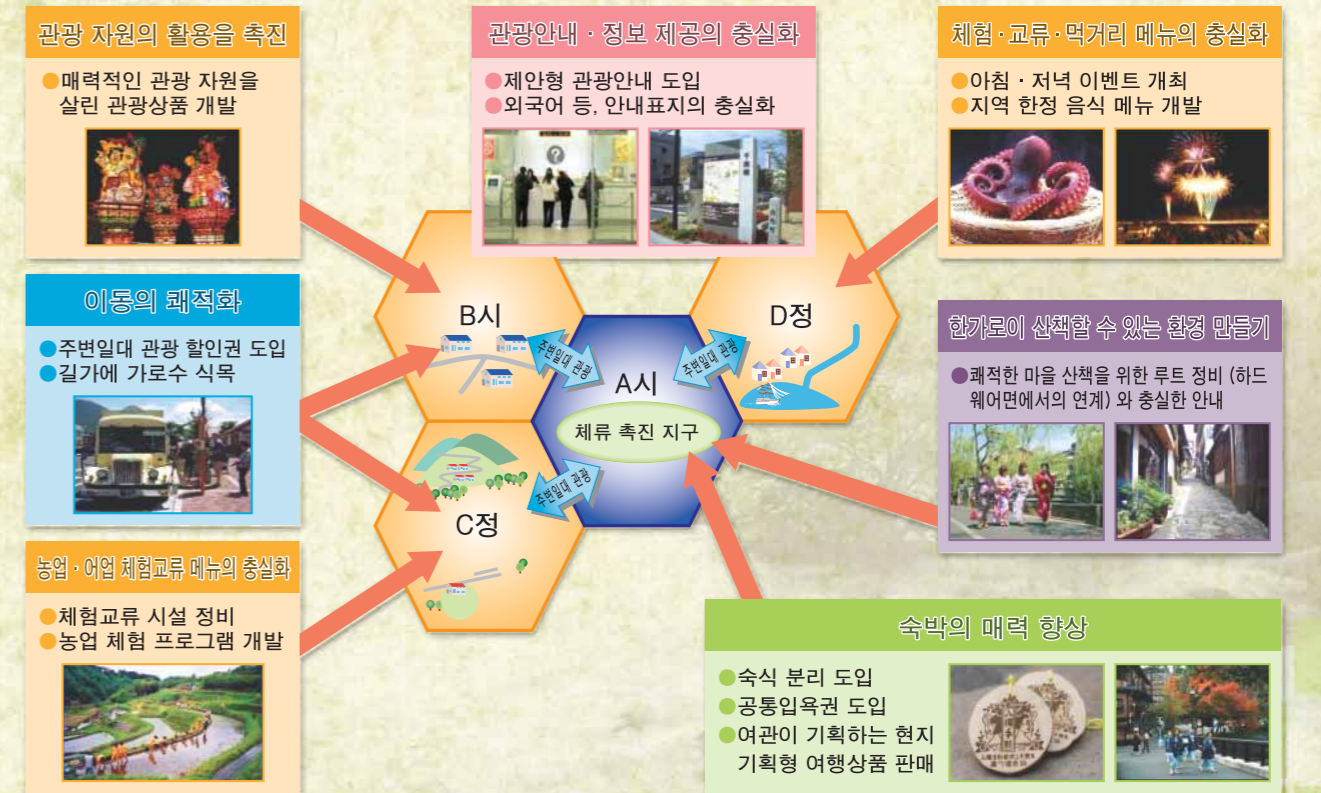 관광 자원의 활용을 촉진
●매력적인 관광 자원을
살린 관광상품 개발
관광안내 · 정보 제공의 충실화
●제안형 관광안내 도입
●외국어 등, 안내표지의 충실화
?
체험 · 교류 · 먹거리 메뉴의 충실화
●아침 · 저녁 이벤트 개최
●지역 한정 음식 메뉴 개발
이동의 쾌적화
●주변일대 관광 할인권 도입
●길가에 가로수 식목
농업 · 어업 체험교류 메뉴의 충실화
●체험교류 시설 정비
●농업 체험 프로그램 개발
B시
주변일대 관광
A시
체류 촉진 지구
주변일대 관광
D정
주변일대 관광
C정
한가로이 산책할 수 있는 환경 만들기
●쾌적한 마을 산책을 위한 루트 정비 (하드
웨어면에서의 연계) 와 충실한 안내
숙박의 매력 향상
●숙식 분리 도입
●공통입욕권 도입
●여관이 기획하는 현지
기획형 여행상품 판매